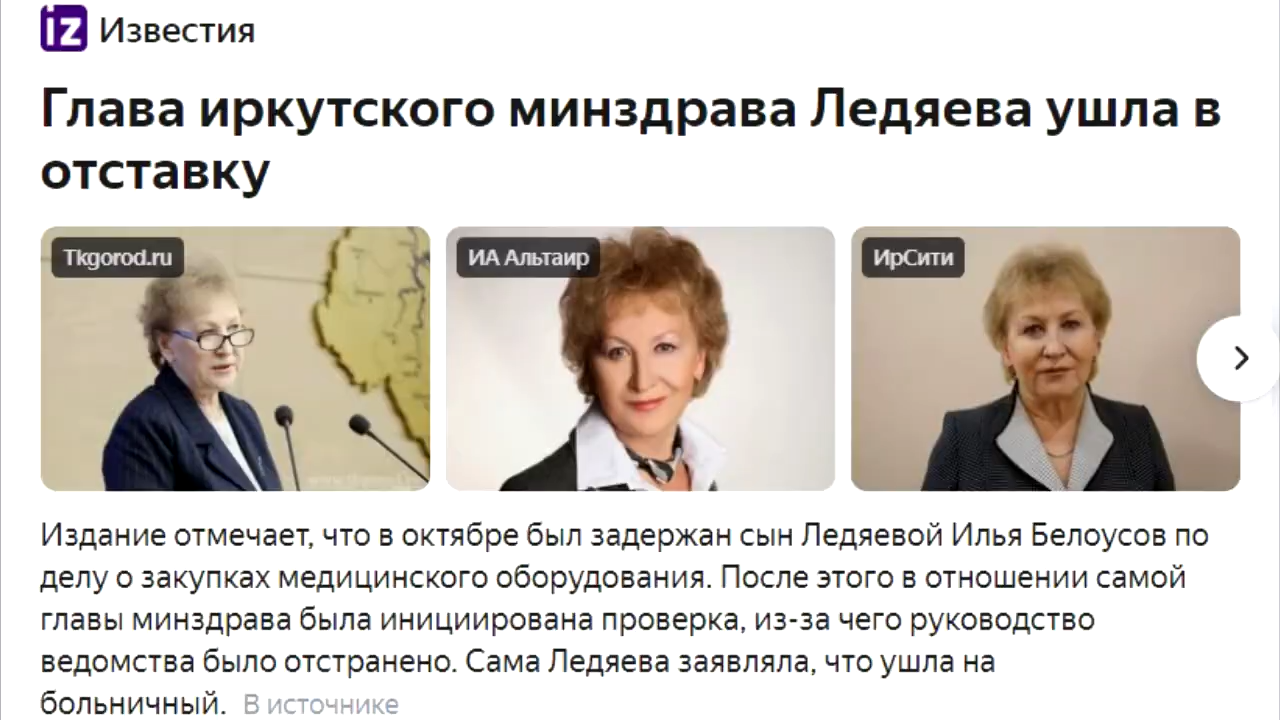 iz Известия
Глава иркутского минздрава Ледяева ушла в
отставку
Tkgorod.ru
ИА Альтаир
ИрСити
Издание отмечает, что в октябре был задержан сын Ледяевой Илья Белоусов по
делу о закупках медицинского оборудования. После этого в отношении самой
главы минздрава была инициирована проверка, из-за чего руководство
ведомства было отстранено. Сама Ледяева заявляла, что ушла на
больничный. В источнике